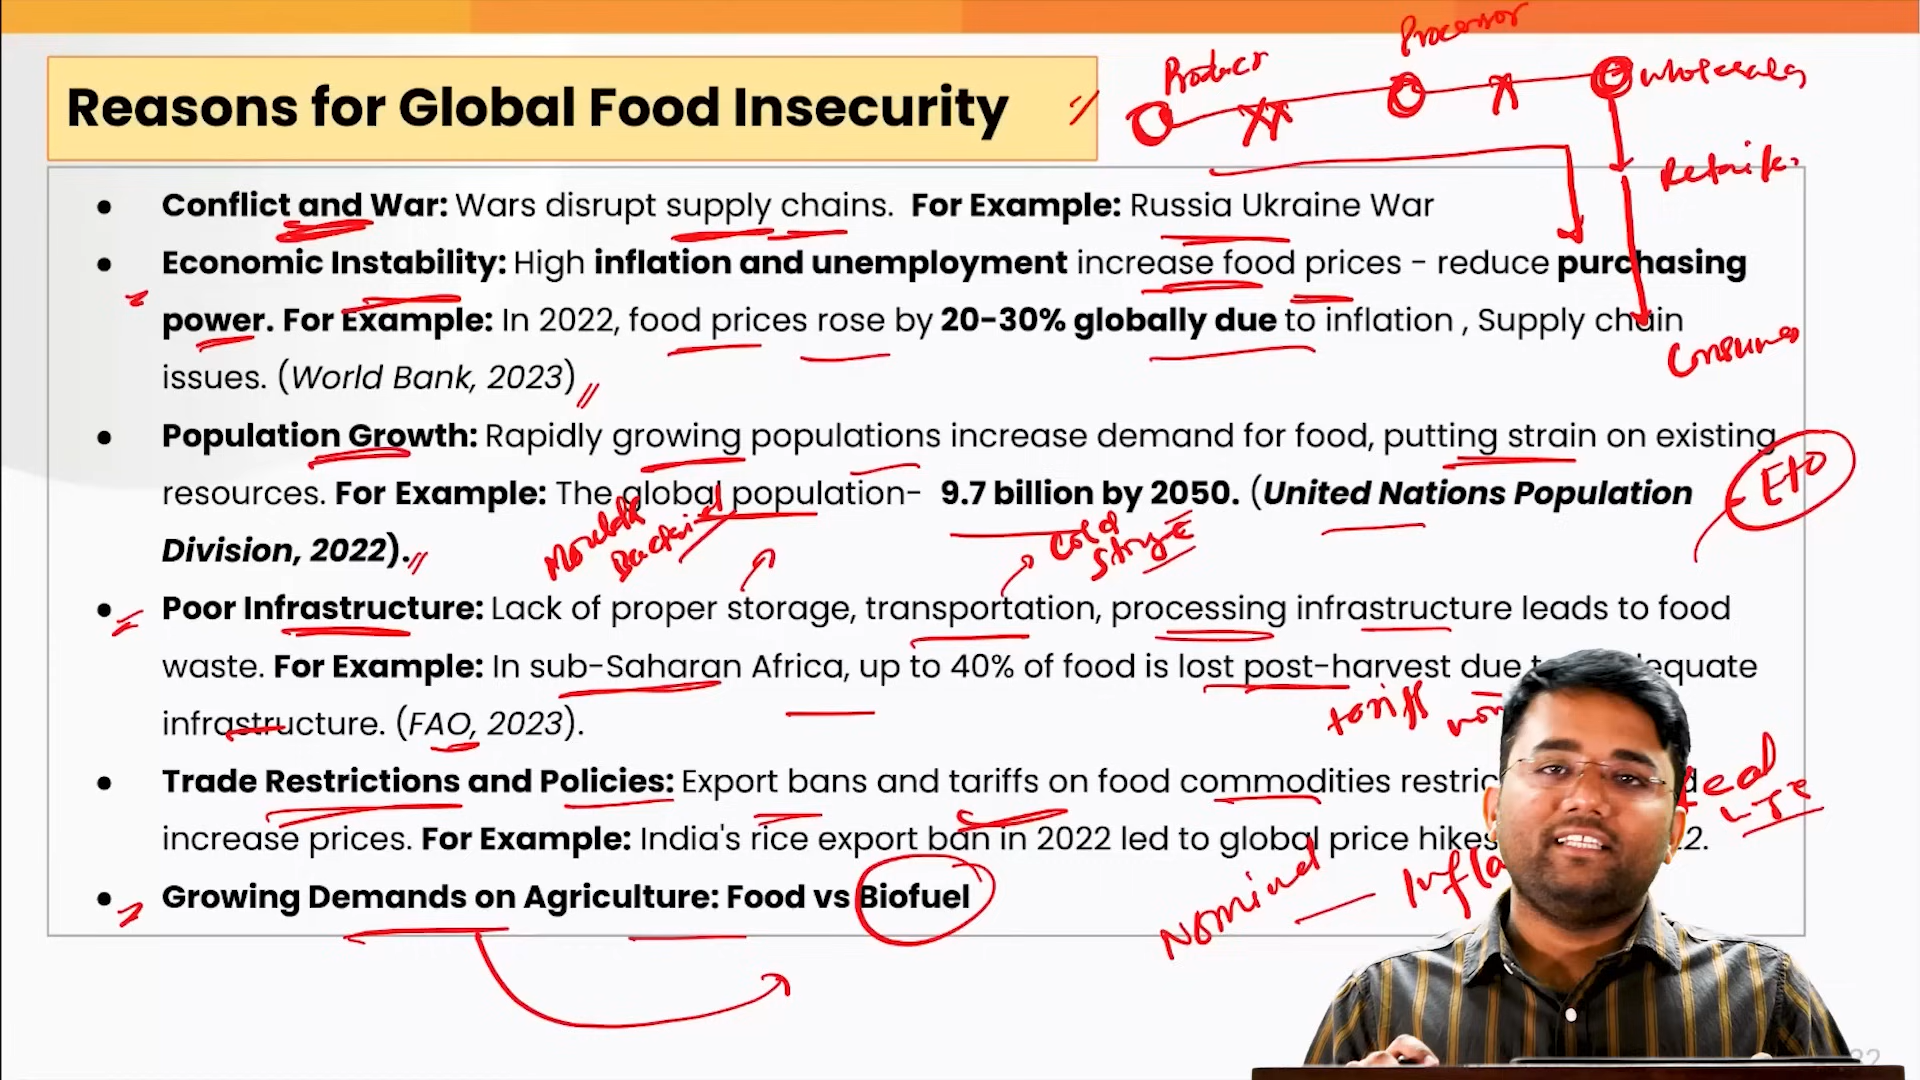 Reasons for Global Food Insecurity
Processor
Retailer
• Conflict and War: Wars disrupt supply chains. For Example: Russia Ukraine War
• Economic Instability: High inflation and unemployment increase food prices - reduce purchasing
power. For Example: In 2022, food prices rose by 20-30% globally due to inflation , Supply chain
issues. (World Bank, 2023)
• Population Growth: Rapidly growing populations increase demand for food, putting strain on existing
resources. For Example: The global population- 9.7 billion by 2050. (United Nations Population
Division, 2022).
Cold
• Poor Infrastructure: Lack of proper storage, transportation, processing infrastructure leads to food
waste. For Example: In sub-Saharan Africa, up to 40% of food is lost post-harvest due
infrastructure. (FAO, 2023).
tariff
• Trade Restrictions and Policies: Export bans and tariffs on food commodities
increase prices. For Example: India's rice export ban in 2022 led to global price hikes
• Growing Demands on Agriculture: Food vs Biofuel
Nominal